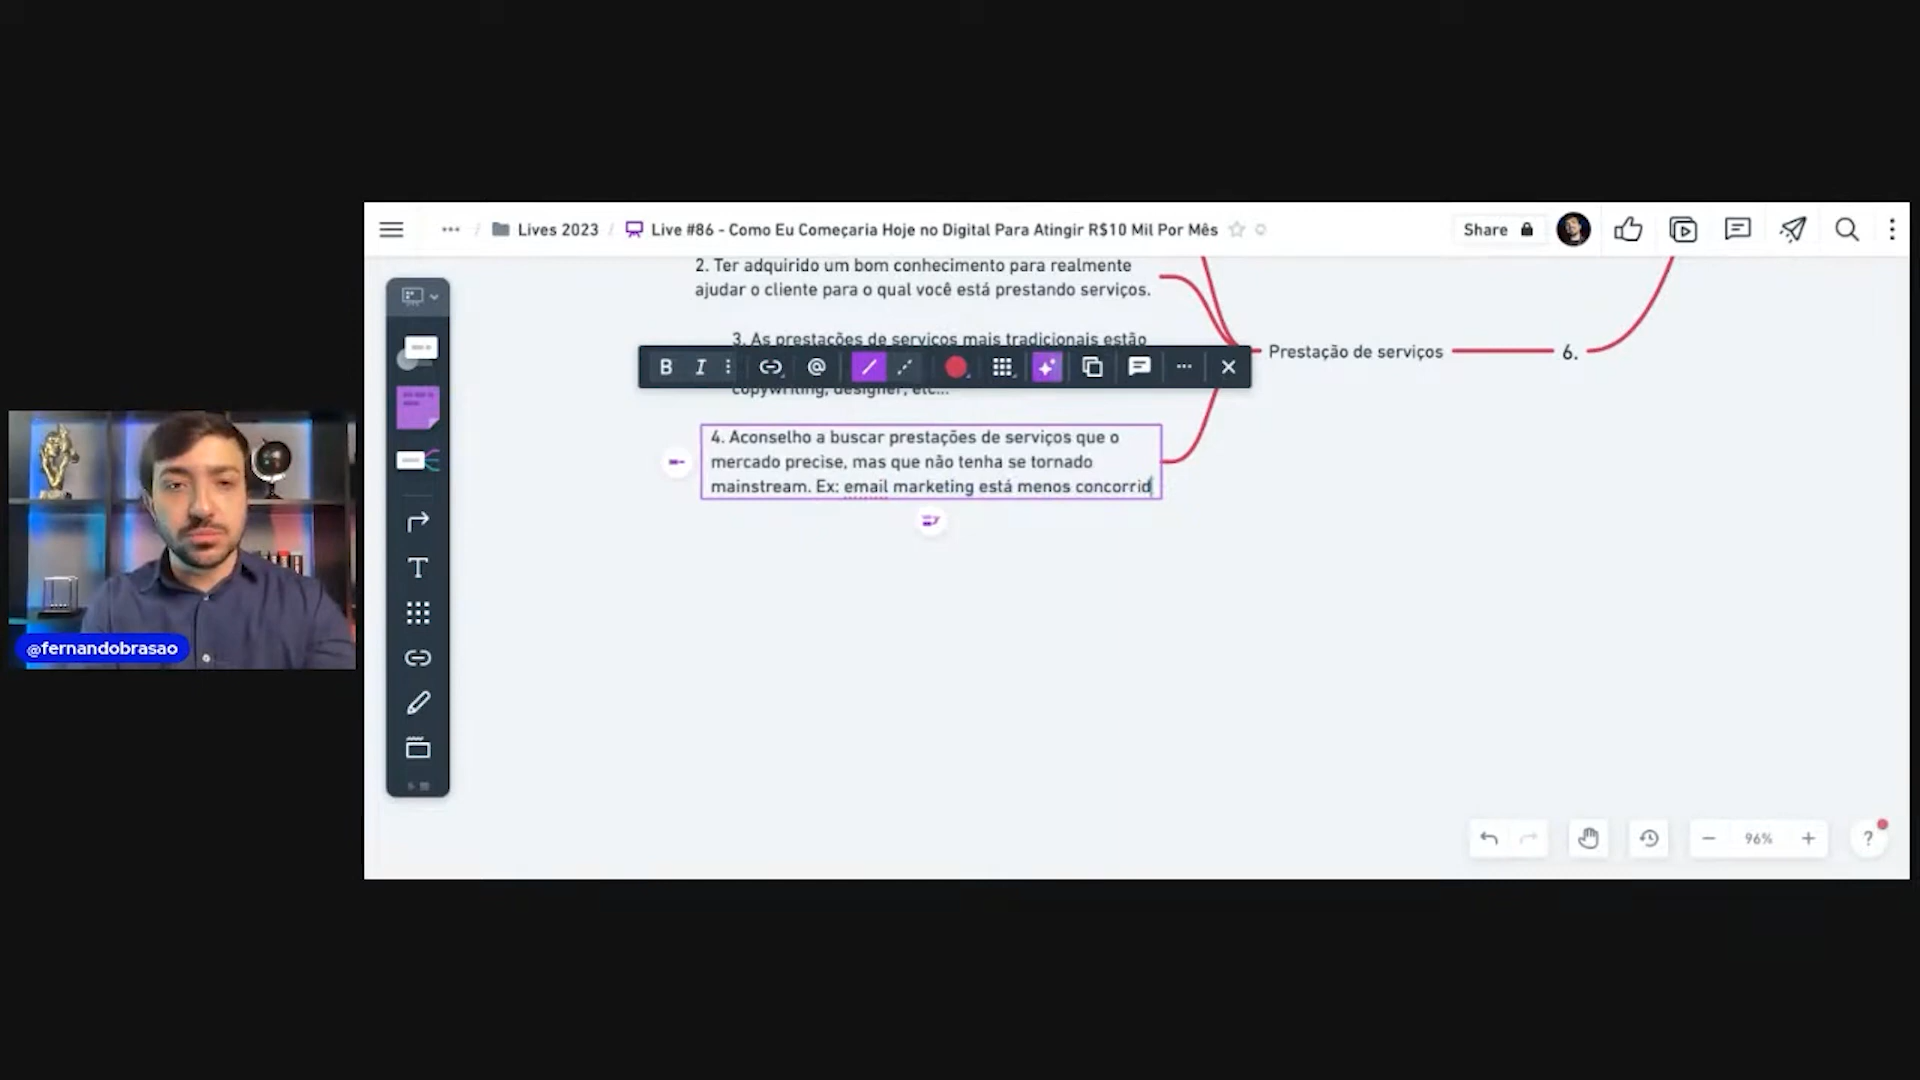 Lives 2023 / Live #86 - Como Eu Começaria Hoje no Digital Para Atingir R$10 Mil Por Mês
Share
2. Ter adquirido um bom conhecimento para realmente
ajudar o cliente para o qual você está prestando serviços.
3. As prestações de serviços mais tradicionais estão
copywriting, designer, etc...
Prestação de serviços
6.
4. Aconselho a buscar prestações de serviços que o
mercado precise, mas que não tenha se tornado
mainstream. Ex: email marketing está menos concorrid
@fernandobrasao
96%